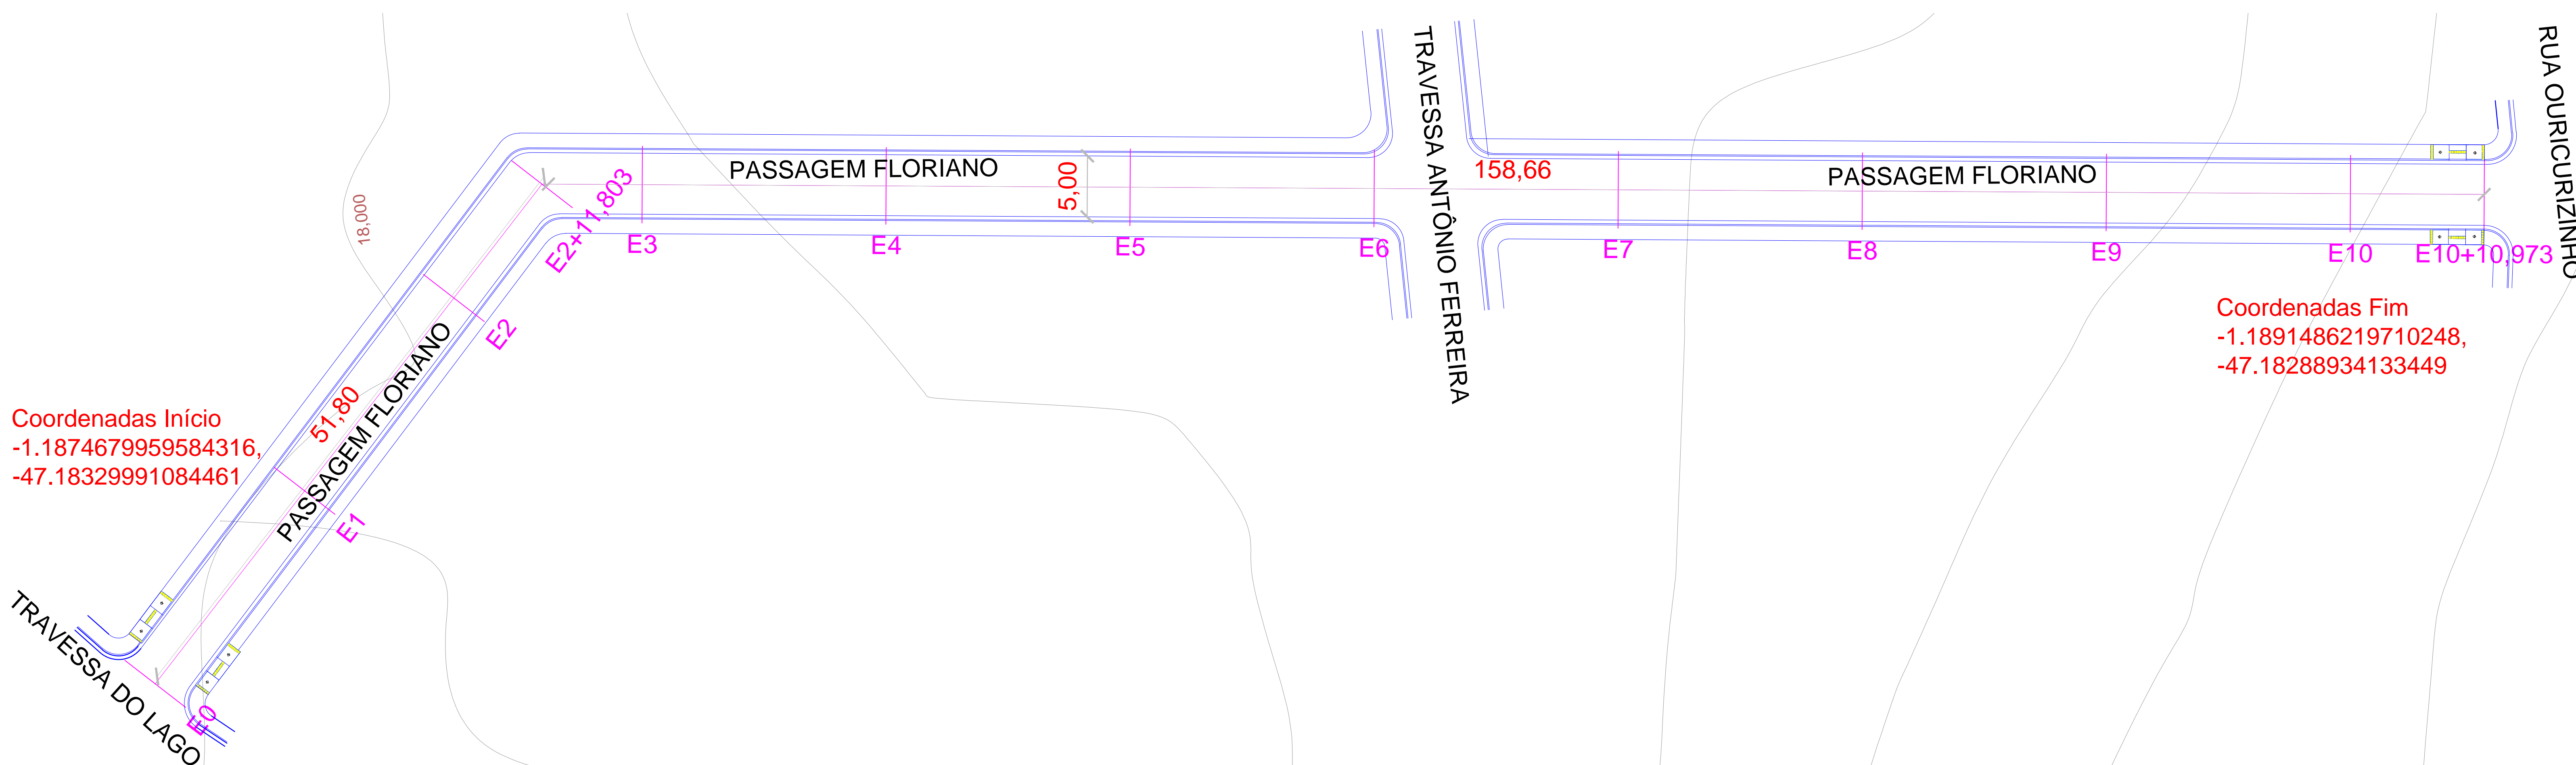 TRAVESSA ANTÔNIO FERREIRA
RUA OURICURIZINHO
PASSAGEM FLORIANO
5,00
158,66
PASSAGEM FLORIANO
18,000
E2+11,803
E3
E4
E5
E6
E7
E8
E9
E10
E10+10,973
E2
Coordenadas Fim
-1.1891486219710248,
-47.18288934133449
51,80
PASSAGEM FLORIANO
Coordenadas Início
-1.1874679959584316,
-47.18329991084461
E1
TRAVESSA DO LAGO
E0